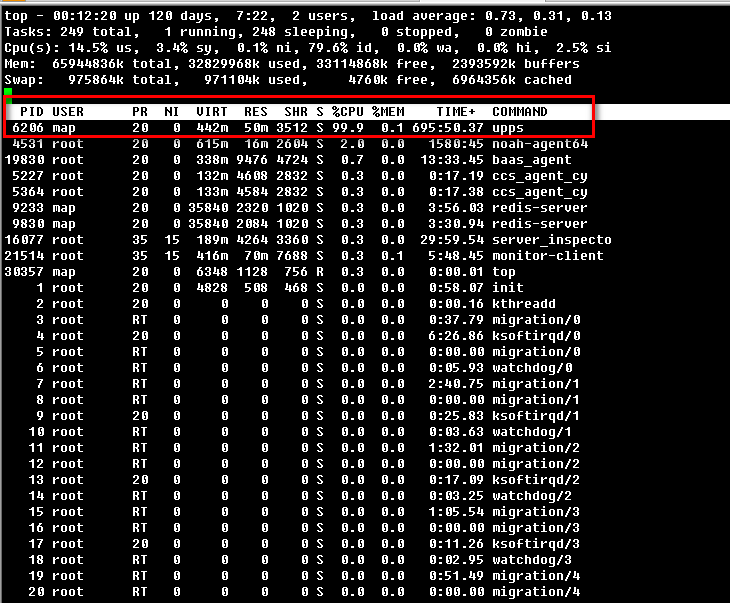 top - 00:12:20 up 120 days,  7:22,  2 users,  load average: 0.73, 0.31, 0.13
Tasks: 249 total,   1 running, 248 sleeping,   0 stopped,   0 zombie
Cpu(s): 14.5% us,  3.4% sy,  0.1% ni, 79.6% id,  0.0% wa,  0.0% hi,  2.5% si
Mem:  65944836k total, 32829968k used, 33114868k free,  2393592k buffers
Swap:   975864k total,   971104k used,     4760k free,  6964356k cached
PID USER      PR  NI  VIRT  RES  SHR S %CPU %MEM    TIME+  COMMAND
6206 map       20   0  442m  50m 3512 S 99.9  0.1 695:50.37 upps
4531 root      20   0  615m  16m 2604 S  2.0  0.0   1580:45 noah-agent64
19830 root      20   0  338m 9476 4724 S  0.7  0.0  13:33.45 baas_agent
5227 root      20   0  132m 4608 2832 S  0.3  0.0   0:17.19 ccs_agent_cy
5364 root      20   0  133m 4584 2832 S  0.3  0.0   0:17.38 ccs_agent_cy
9233 map       20   0 35840 2320 1020 S  0.3  0.0   3:56.03 redis-server
9830 map       20   0 35840 2084 1020 S  0.3  0.0   3:30.94 redis-server
16077 root      35  15  189m 4264 3360 S  0.3  0.0  29:59.54 server_inspecto
21514 root      35  15  416m  70m 7688 S  0.3  0.1   5:48.45 monitor-client
30357 map       20   0  6348 1128  756 R  0.3  0.0   0:00.01 top
1 root      20   0  4828  508  468 S  0.0  0.0   0:58.07 init
2 root      20   0     0    0    0 S  0.0  0.0   0:00.16 kthreadd
3 root      RT   0     0    0    0 S  0.0  0.0   0:37.79 migration/0
4 root      20   0     0    0    0 S  0.0  0.0   6:26.86 ksoftirqd/0
5 root      RT   0     0    0    0 S  0.0  0.0   0:00.00 migration/0
6 root      RT   0     0    0    0 S  0.0  0.0   0:05.93 watchdog/0
7 root      RT   0     0    0    0 S  0.0  0.0   2:40.75 migration/1
8 root      RT   0     0    0    0 S  0.0  0.0   0:00.00 migration/1
9 root      20   0     0    0    0 S  0.0  0.0   0:25.83 ksoftirqd/1
10 root      RT   0     0    0    0 S  0.0  0.0   0:03.63 watchdog/1
11 root      RT   0     0    0    0 S  0.0  0.0   1:32.01 migration/2
12 root      RT   0     0    0    0 S  0.0  0.0   0:00.00 migration/2
13 root      20   0     0    0    0 S  0.0  0.0   0:17.09 ksoftirqd/2
14 root      RT   0     0    0    0 S  0.0  0.0   0:03.25 watchdog/2
15 root      RT   0     0    0    0 S  0.0  0.0   1:05.54 migration/3
16 root      RT   0     0    0    0 S  0.0  0.0   0:00.00 migration/3
17 root      20   0     0    0    0 S  0.0  0.0   0:11.26 ksoftirqd/3
18 root      RT   0     0    0    0 S  0.0  0.0   0:02.95 watchdog/3
19 root      RT   0     0    0    0 S  0.0  0.0   0:51.49 migration/4
20 root      RT   0     0    0    0 S  0.0  0.0   0:00.00 migration/4